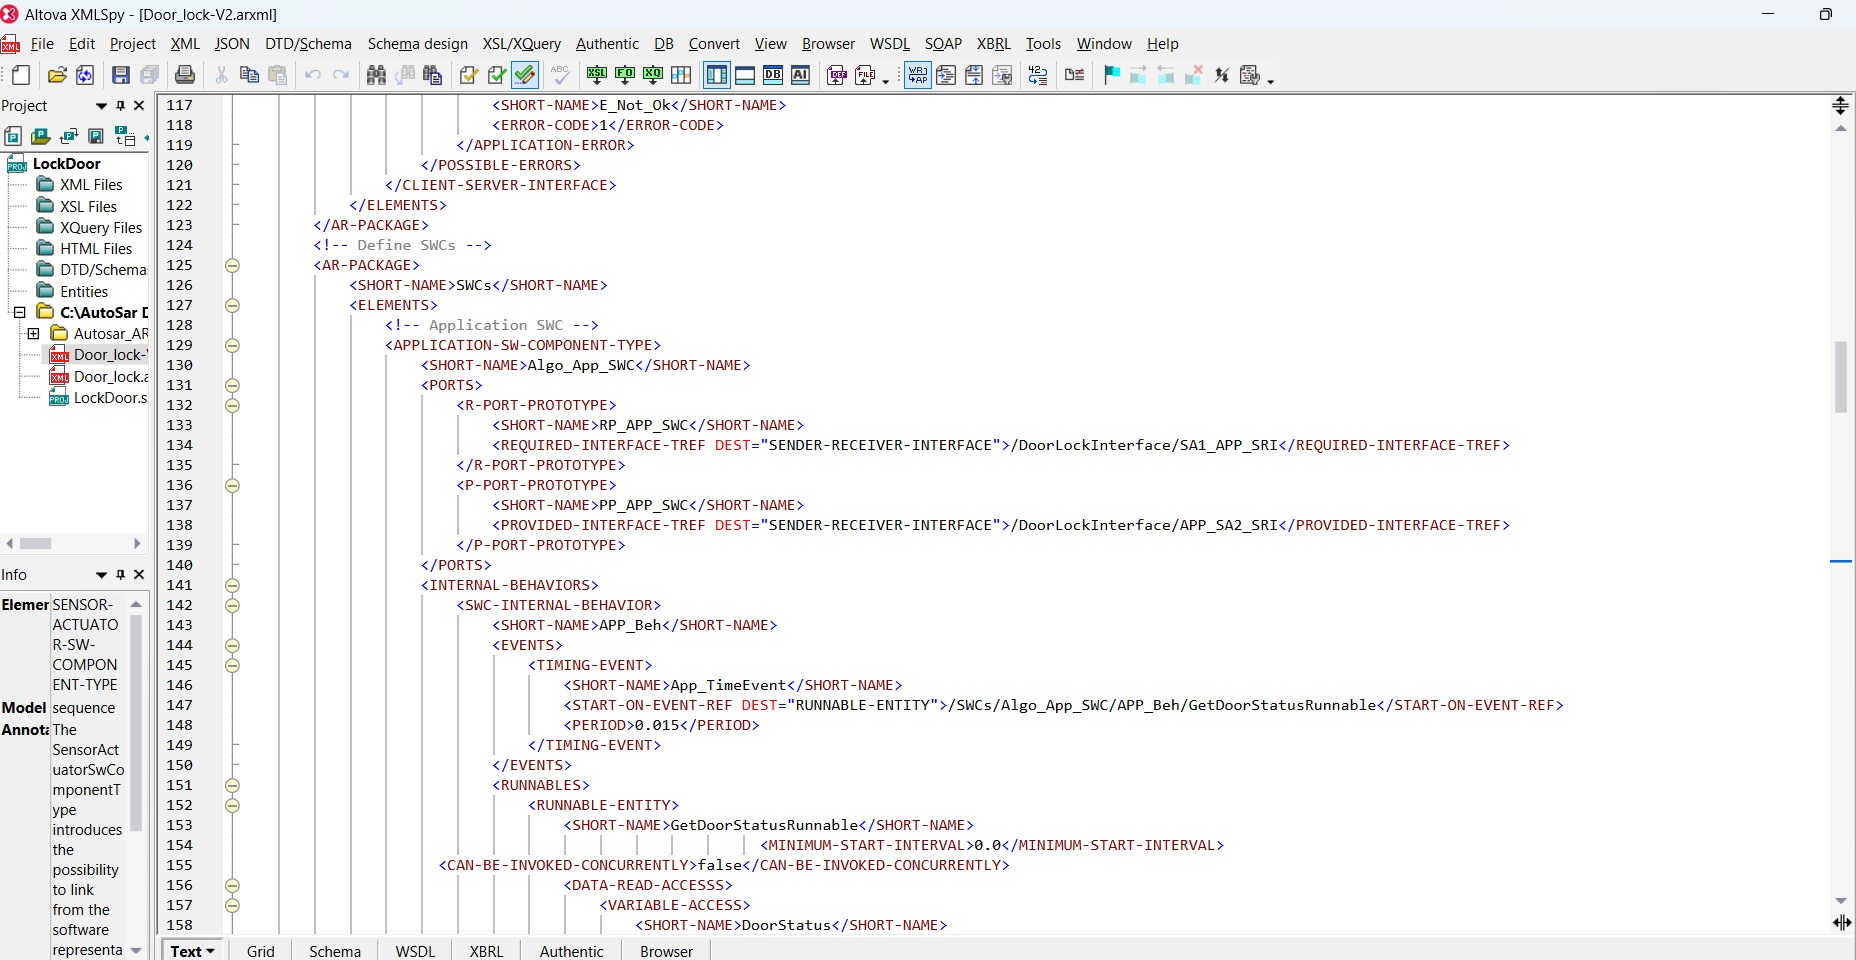 Altova XMLSpy - [Door_lock-V2.arxml]
File Edit Project XML JSON DTD/Schema Schema design XSL/XQuery Authentic DB Convert View Browser WSDL SOAP XBRL Tools Window Help
Project
LockDoor
XML Files
XSL Files
XQuery Files
HTML Files
DTD/Schema
Entities
C:\AutoSar D
Autosar_AR
Door_lock-
Door_lock.a
LockDoor.s
Info
Elemer SENSOR-
ACTUATO
R-SW-
COMPON
ENT-TYPE
Model sequence
Annota The
SensorAct
uatorSwCo
mponentT
ype
introduces
the
possibility
to link
from the
software
representa
117 <SHORT-NAME>E_Not_Ok</SHORT-NAME>
118 <ERROR-CODE>1</ERROR-CODE>
119 </APPLICATION-ERROR>
120 </POSSIBLE-ERRORS>
121 </CLIENT-SERVER-INTERFACE>
122 </ELEMENTS>
123 </AR-PACKAGE>
124 <!-- Define SWCs -->
125 <AR-PACKAGE>
126 <SHORT-NAME>SWCs</SHORT-NAME>
127 <ELEMENTS>
128 <!-- Application SWC -->
129 <APPLICATION-SW-COMPONENT-TYPE>
130 <SHORT-NAME>Algo_App_SWC</SHORT-NAME>
131 <PORTS>
132 <R-PORT-PROTOTYPE>
133 <SHORT-NAME>RP_APP_SWC</SHORT-NAME>
134 <REQUIRED-INTERFACE-TREF DEST="SENDER-RECEIVER-INTERFACE">/DoorLockInterface/SA1_APP_SRI</REQUIRED-INTERFACE-TREF>
135 </R-PORT-PROTOTYPE>
136 <P-PORT-PROTOTYPE>
137 <SHORT-NAME>PP_APP_SWC</SHORT-NAME>
138 <PROVIDED-INTERFACE-TREF DEST="SENDER-RECEIVER-INTERFACE">/DoorLockInterface/APP_SA2_SRI</PROVIDED-INTERFACE-TREF>
139 </P-PORT-PROTOTYPE>
140 </PORTS>
141 <INTERNAL-BEHAVIORS>
142 <SWC-INTERNAL-BEHAVIOR>
143 <SHORT-NAME>APP_Beh</SHORT-NAME>
144 <EVENTS>
145 <TIMING-EVENT>
146 <SHORT-NAME>App_TimeEvent</SHORT-NAME>
147 <START-ON-EVENT-REF DEST="RUNNABLE-ENTITY">/SWCs/Algo_App_SWC/APP_Beh/GetDoorStatusRunnable</START-ON-EVENT-REF>
148 <PERIOD>0.015</PERIOD>
149 </TIMING-EVENT>
150 </EVENTS>
151 <RUNNABLES>
152 <RUNNABLE-ENTITY>
153 <SHORT-NAME>GetDoorStatusRunnable</SHORT-NAME>
154 <MINIMUM-START-INTERVAL>0.0</MINIMUM-START-INTERVAL>
155 <CAN-BE-INVOKED-CONCURRENTLY>false</CAN-BE-INVOKED-CONCURRENTLY>
156 <DATA-READ-ACCESSS>
157 <VARIABLE-ACCESS>
158 <SHORT-NAME>DoorStatus</SHORT-NAME>
Text Grid Schema WSDL XBRL Authentic Browser